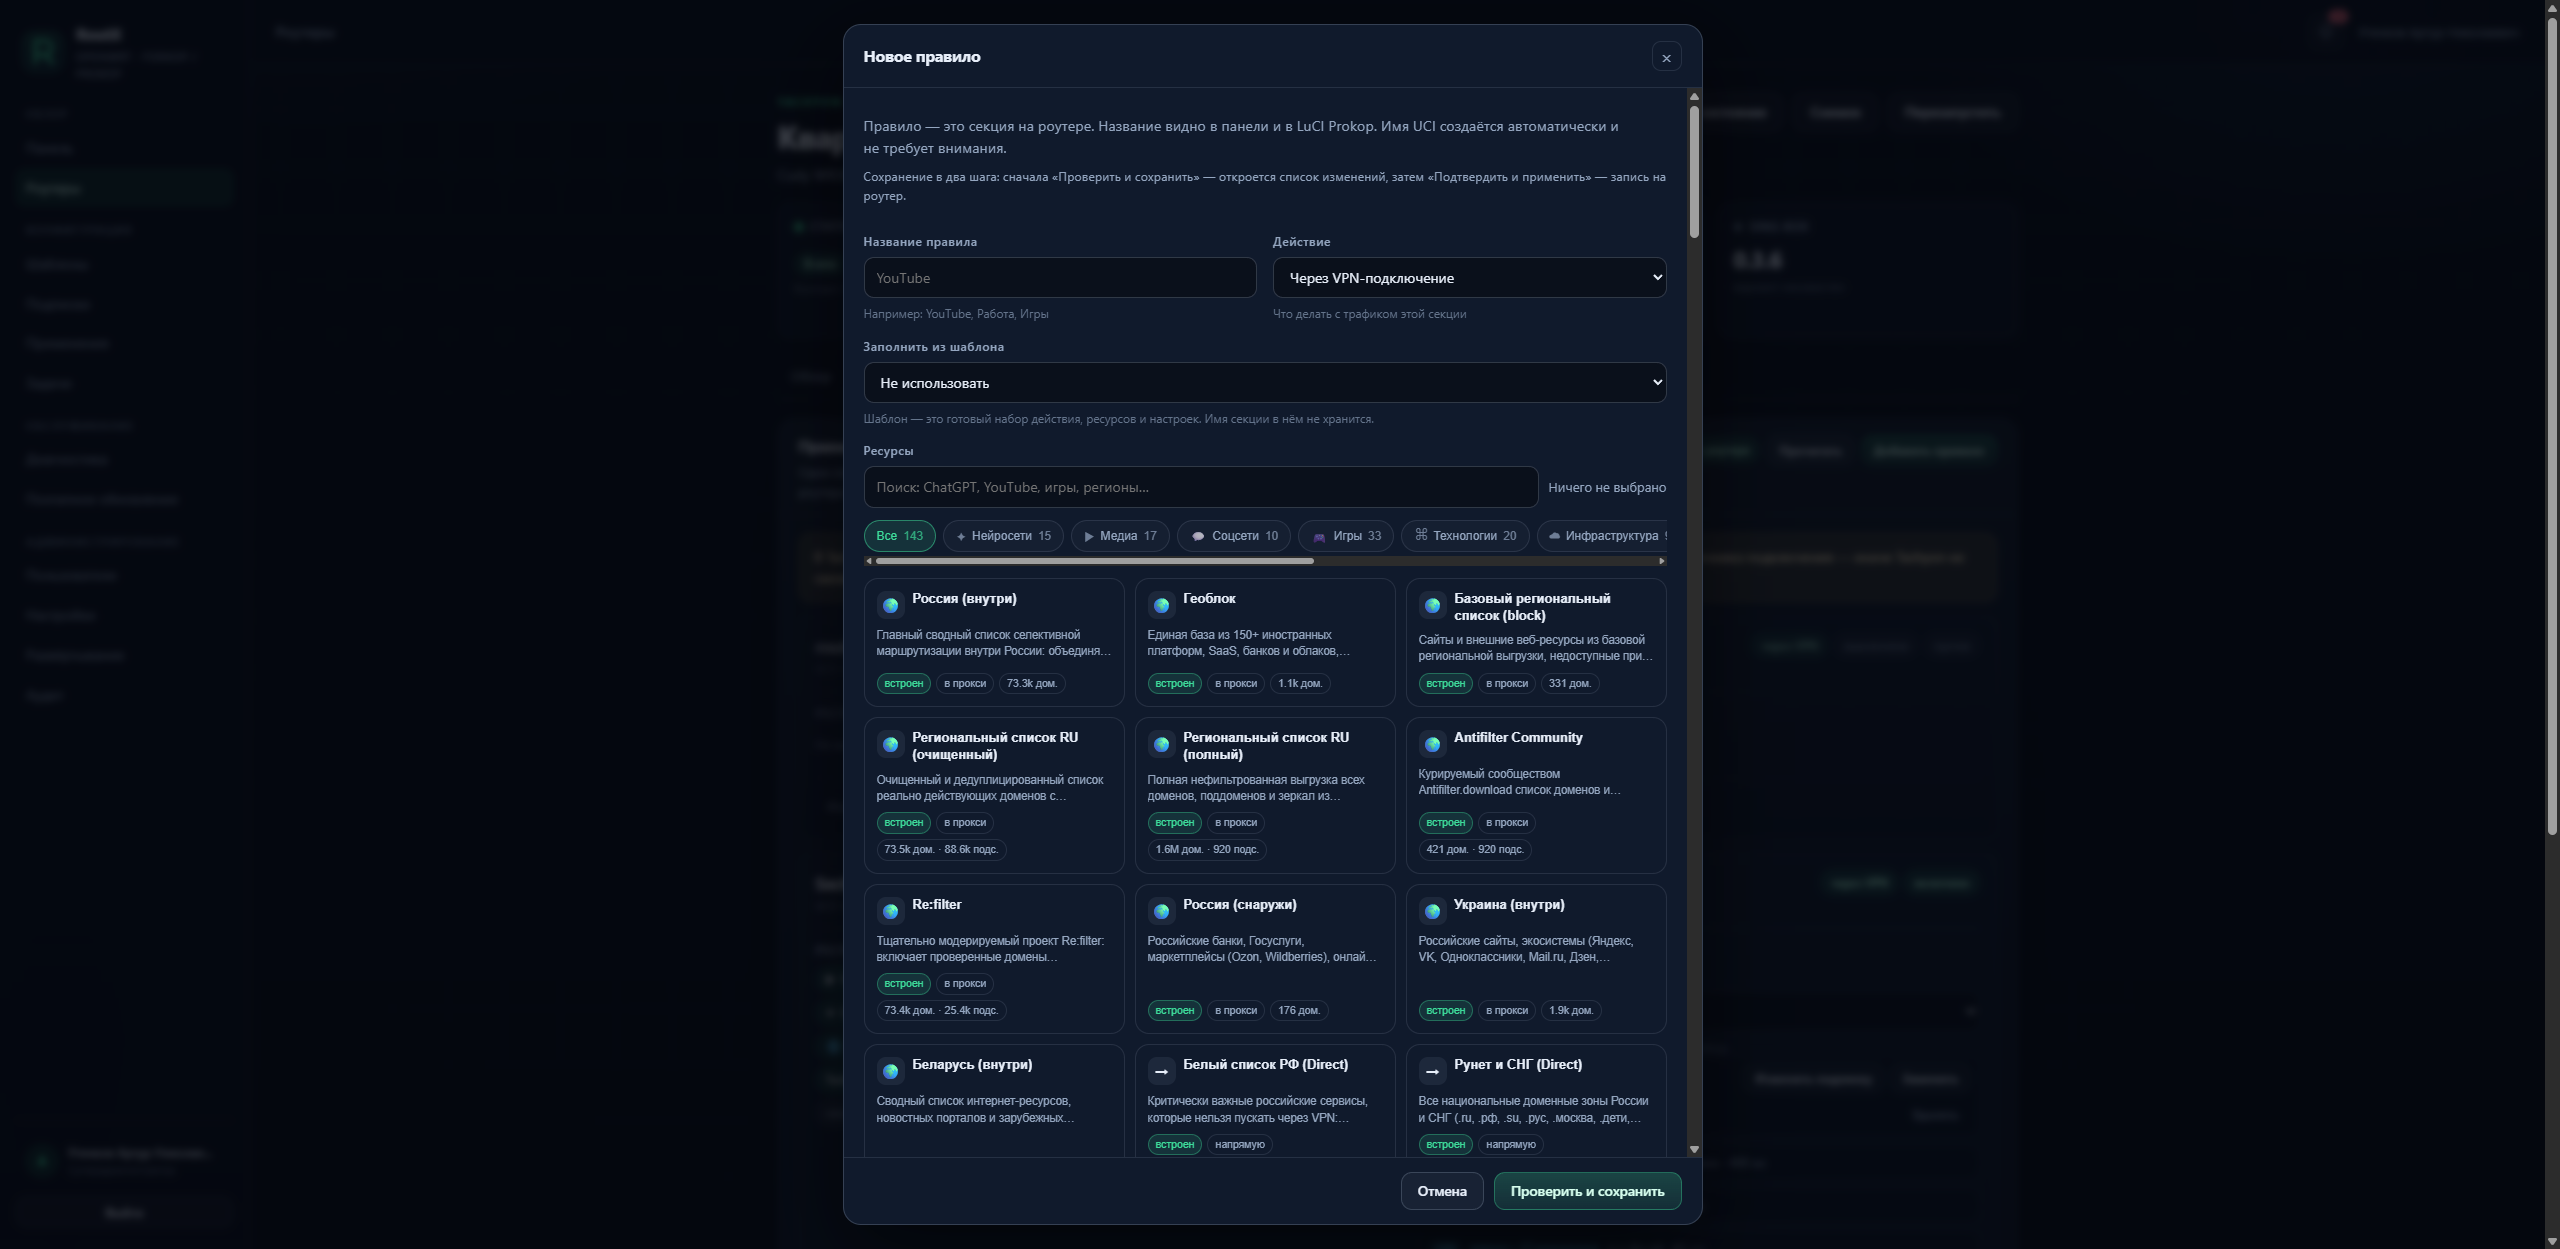 Новое правило
×
Правило — это секция на роутере. Название видно в панели и в LuCI Prokop. Имя UCI создаётся автоматически и
не требует внимания.
Сохранение в два шага: сначала «Проверить и сохранить» — откроется список изменений, затем «Подтвердить и применить» — запись на
роутер.
Название правила
Действие
YouTube
Через VPN-подключение
Например: YouTube, Работа, Игры
Что делать с трафиком этой секции
Заполнить из шаблона
Не использовать
Шаблон — это готовый набор действия, ресурсов и настроек. Имя секции в нём не хранится.
Ресурсы
Поиск: ChatGPT, YouTube, игры, регионы...
Ничего не выбрано
Все 143
Нейросети 15
Медиа 17
Соцсети 10
Игры 33
Технологии 20
Инфраструктура
Россия (внутри)
Главный сводный список селективной
маршрутизации внутри России: объединя...
встроен
в прокси
73.3k дом.
Геоблок
Единая база из 150+ иностранных
платформ, SaaS, банков и облаков,...
встроен
в прокси
1.1k дом.
Базовый региональный
список (block)
Сайты и внешние веб-ресурсы из базовой
региональной выгрузки, недоступные при...
встроен
в прокси
331 дом.
Региональный список RU
(очищенный)
Очищенный и дедуплицированный список
реально действующих доменов с...
встроен
в прокси
73.5k дом. · 88.6k подс.
Региональный список RU
(полный)
Полная нефильтрованная выгрузка всех
доменов, поддоменов и зеркал из...
встроен
в прокси
1.6M дом. · 920 подс.
Antifilter Community
Курируемый сообществом
Antifilter.download список доменов и...
встроен
в прокси
421 дом. · 920 подс.
Re:filter
Тщательно модерируемый проект Re:filter:
включает проверенные домены...
встроен
в прокси
73.4k дом. · 25.4k подс.
Россия (снаружи)
Российские банки, Госуслуги,
маркетплейсы (Ozon, Wildberries), онлай...
встроен
в прокси
176 дом.
Украина (внутри)
Российские сайты, экосистемы (Яндекс,
VK, Одноклассники, Mail.ru, Дзен,...
встроен
в прокси
1.9k дом.
Беларусь (внутри)
Сводный список интернет-ресурсов,
новостных порталов и зарубежных...
Белый список РФ (Direct)
Критически важные российские сервисы,
которые нельзя пускать через VPN:...
встроен
напрямую
Рунет и СНГ (Direct)
Все национальные доменные зоны России
и СНГ (.ru, .рф, .su, .рус, .москва, .дети,...
встроен
напрямую
Отмена
Проверить и сохранить